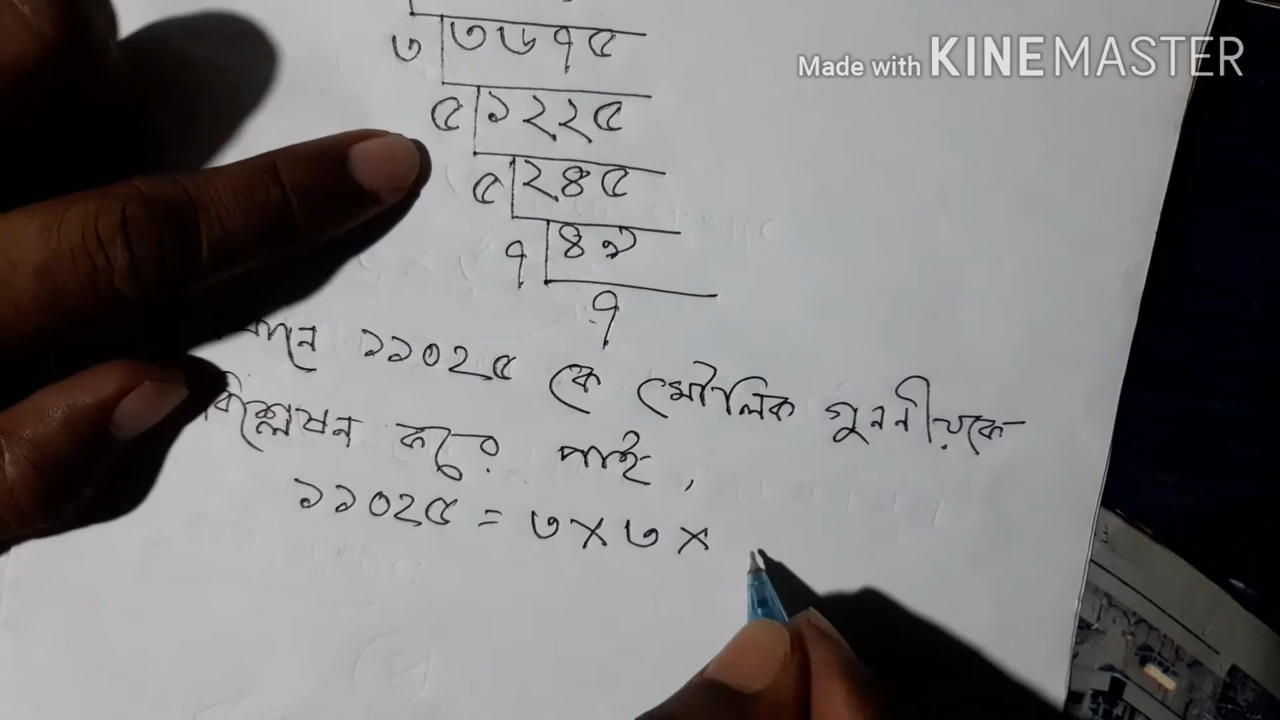 Made with KINEMASTER
৩ ৩৬৭৫
৫ ১২২৫
৫ ২৪৫
৭ ৪৯
৭
১১০২৫ কে মৌলিক গুননীয়কে
বিশ্লেষন করে পাই,
১১০২৫ = ৩ × ৩ ×